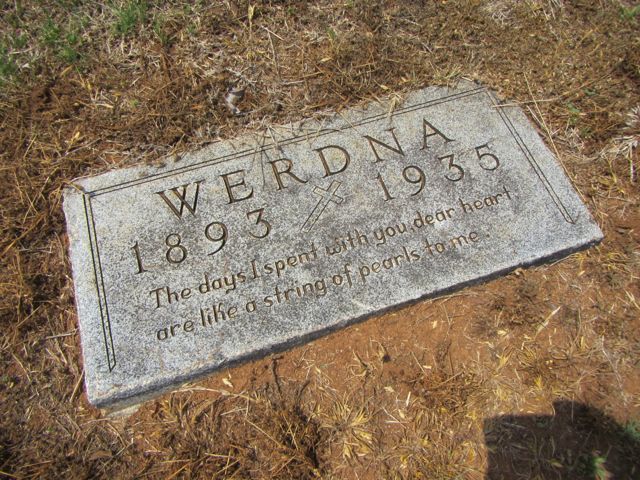 WERDNA
1893 1935
The days I spent with you, dear heart
are like a string of pearls to me.